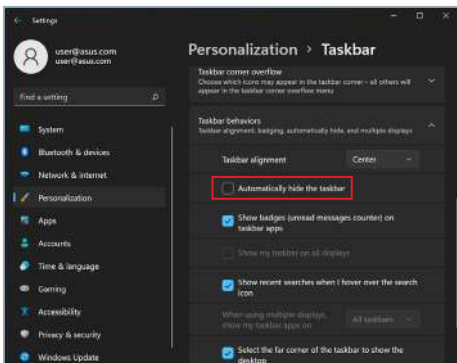 Settings
user@asus.com
user@asus.com
Find a setting
System
Bluetooth & devices
Network & internet
Personalization
Apps
Accounts
Time & language
Gaming
Accessibility
Privacy & security
Windows Update
Personalization > Taskbar
Taskbar corner overflow
Choose which icons may appear in the taskbar corner – all others will
appear in the taskbar corner overflow menu
Taskbar behaviors
Taskbar alignment, badging, automatically hide, and multiple displays
Taskbar alignment
Center
Automatically hide the taskbar
Show badges (unread messages counter) on
taskbar apps
Show my taskbar on all displays
Show recent searches when I hover over the search
icon
When using multiple displays,
show my taskbar apps on
All taskbars
Select the far corner of the taskbar to show the
desktop